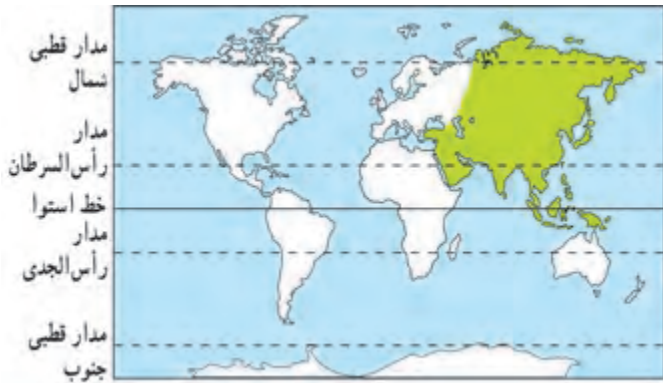 مدار قطبی
شمال
مدار
رأس‌السرطان
خط استوا
مدار
رأس‌الجدی
مدار قطبی
جنوب